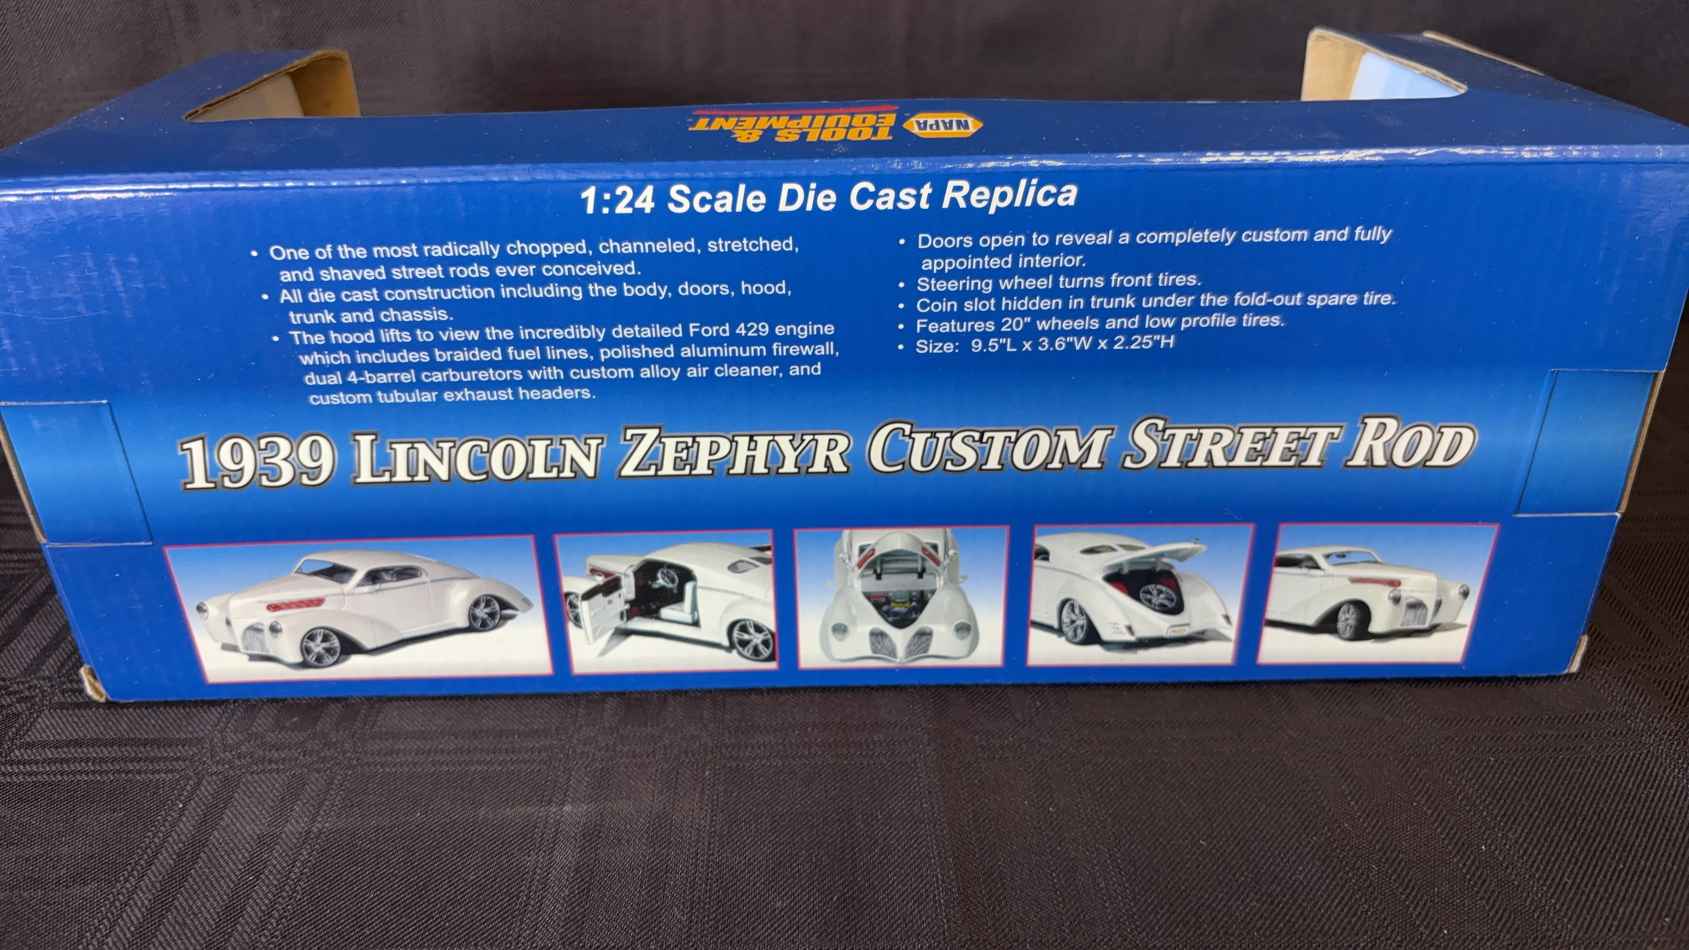 NAPA TOOLS &
EQUIPMENT
1:24 Scale Die Cast Replica
• One of the most radically chopped, channeled, stretched,
and shaved street rods ever conceived.
• All die cast construction including the body, doors, hood,
trunk and chassis.
• The hood lifts to view the incredibly detailed Ford 429 engine
which includes braided fuel lines, polished aluminum firewall,
dual 4-barrel carburetors with custom alloy air cleaner, and
custom tubular exhaust headers.
• Doors open to reveal a completely custom and fully
appointed interior.
• Steering wheel turns front tires.
• Coin slot hidden in trunk under the fold-out spare tire.
• Features 20" wheels and low profile tires.
• Size: 9.5"L x 3.6"W x 2.25"H
1939 LINCOLN ZEPHYR CUSTOM STREET ROD